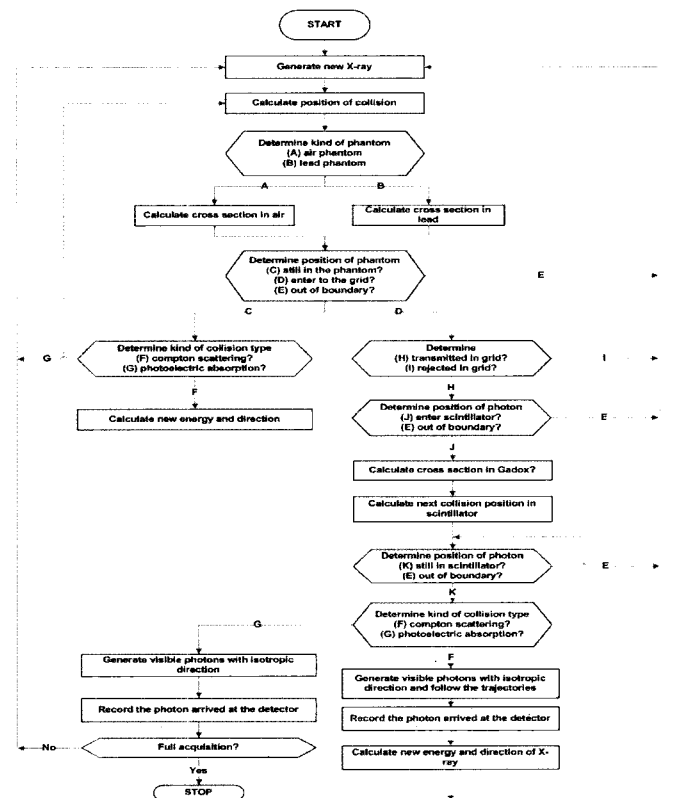 START
Generate new X-ray
Calculate position of collision
Determine kind of phantom
(A) air phantom
(B) lead phantom
A
B
Calculate cross section in air
Calculate cross section in
lead
Determine position of phantom
(C) still in the phantom?
(D) enter to the grid?
(E) out of boundary?
E
C
D
Determine kind of collision type
(F) compton scattering?
(G) photoelectric absorption?
G
Determine
(H) transmitted in grid?
(I) rejected in grid?
I
F
H
Calculate new energy and direction
Determine position of photon
(J) enter scintillator?
(E) out of boundary?
E
J
Calculate cross section in Gadox?
Calculate next collision position in
scintillator
Determine position of photon
(K) still in scintillator?
(E) out of boundary?
E
K
Determine kind of collision type
(F) compton scattering?
(G) photoelectric absorption?
G
F
Generate visible photons with isotropic
direction
Generate visible photons with isotropic
direction and follow the trajectories
Record the photon arrived at the detector
Record the photon arrived at the detector
Full acquisition?
No
Calculate new energy and direction of X-
ray
Yes
STOP